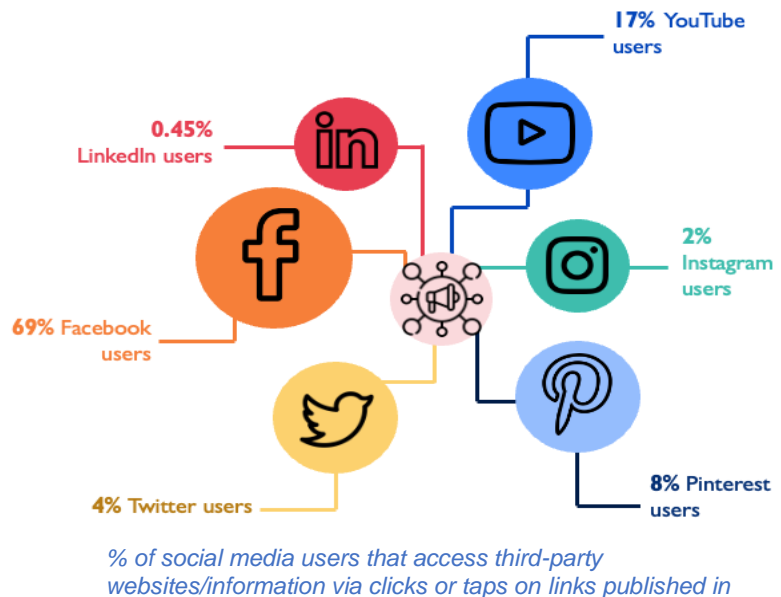 17% YouTube
users
0.45%
LinkedIn users
in
f
2%
Instagram
users
69% Facebook
users
4% Twitter users
8% Pinterest
users
% of social media users that access third-party
websites/information via clicks or taps on links published in